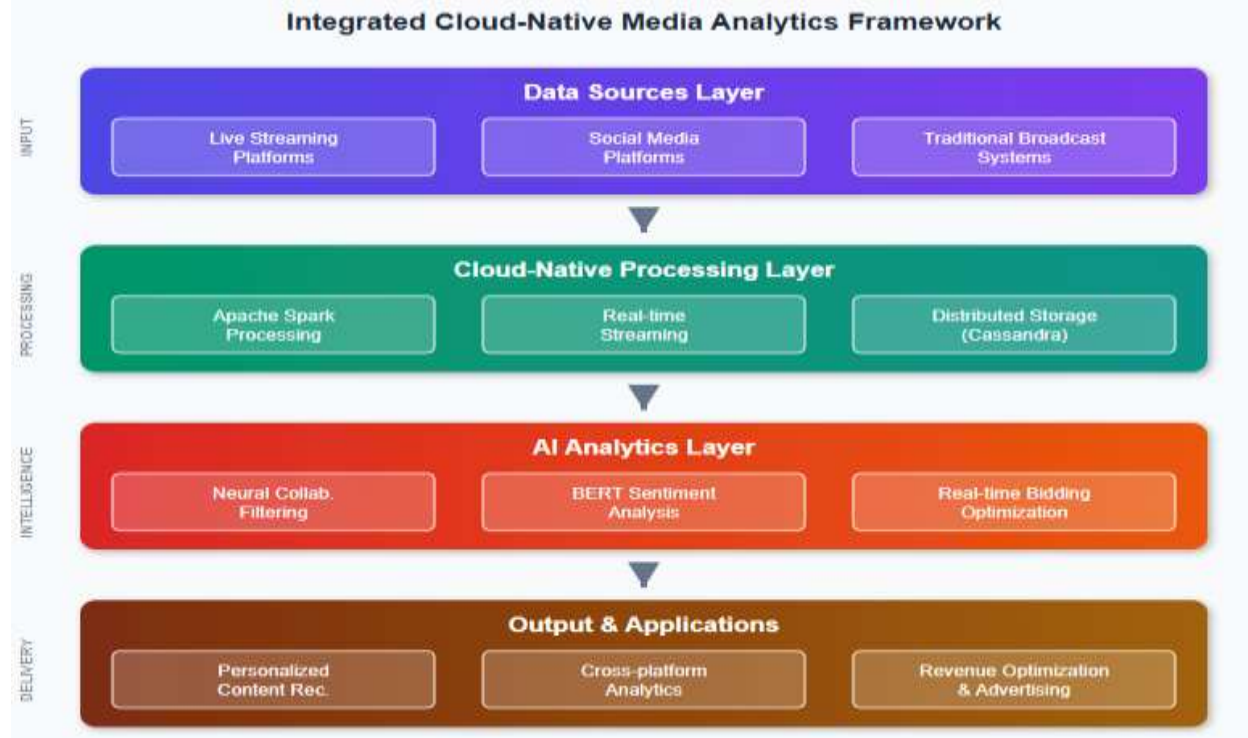 Integrated Cloud-Native Media Analytics Framework
INPUT
Data Sources Layer
Live Streaming
Platforms
Social Media
Platforms
Traditional Broadcast
Systems
PROCESSING
Cloud-Native Processing Layer
Apache Spark
Processing
Real-time
Streaming
Distributed Storage
(Cassandra)
INTELLIGENCE
AI Analytics Layer
Neural Collab.
Filtering
BERT Sentiment
Analysis
Real-time Bidding
Optimization
DELIVERY
Output & Applications
Personalized
Content Rec.
Cross-platform
Analytics
Revenue Optimization
& Advertising